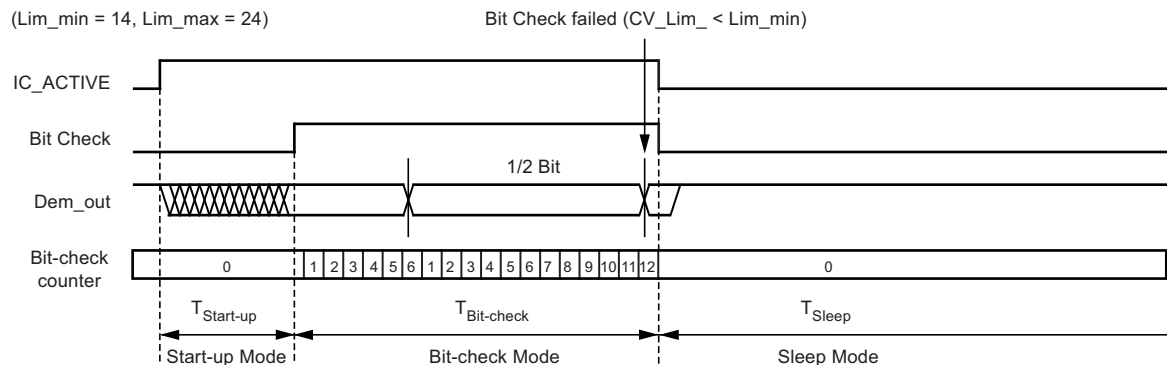 (Lim_min = 14, Lim_max = 24) Bit Check failed (CV_Lim_ < Lim_min)
IC_ACTIVE
Bit Check
1/2 Bit
Dem_out
Bit-check
counter
0 1 2 3 4 5 6 1 2 3 4 5 6 7 8 9 10 11 12 0
TStart-up TBit-check TSleep
Start-up Mode Bit-check Mode Sleep Mode